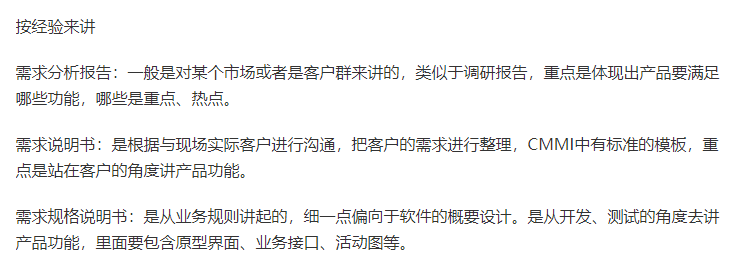 按经验来讲
需求分析报告：一般是对某个市场或者是客户群来讲的，类似于调研报告，重点是体现出产品要满足
哪些功能，哪些是重点、热点。
需求说明书：是根据与现场实际客户进行沟通，把客户的需求进行整理，CMMI中有标准的模板，重
点是站在客户的角度讲产品功能。
需求规格说明书：是从业务规则讲起的，细一点偏向于软件的概要设计。是从开发、测试的角度去讲
产品功能，里面要包含原型界面、业务接口、活动图等。